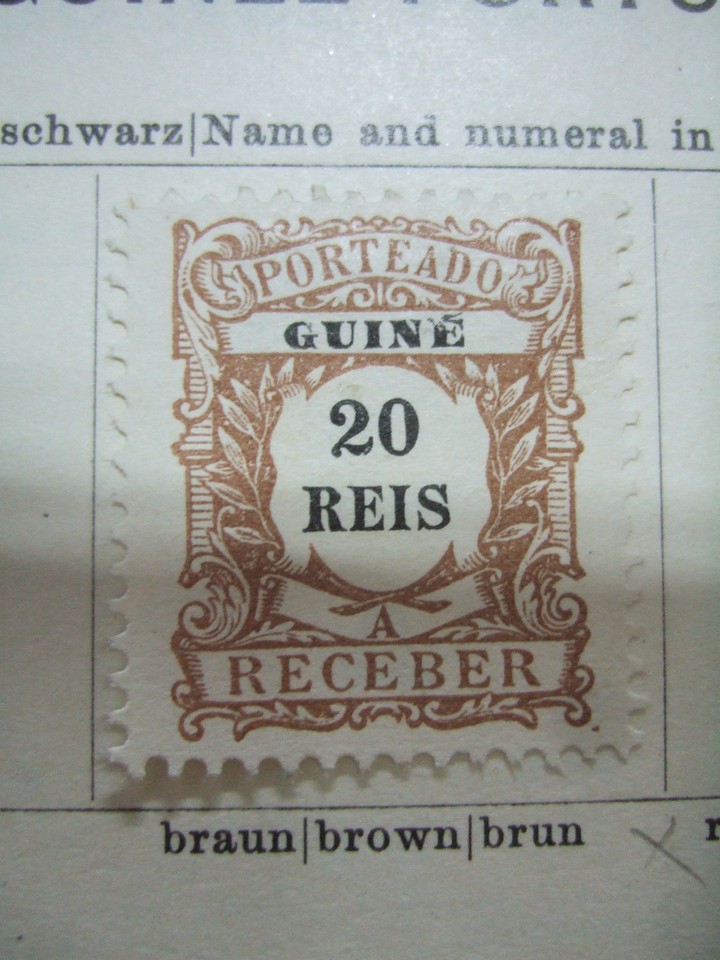 schwarz|Name and numeral in
PORTEADO
GUINÉ
20
REIS
A
RECEBER
braun|brown|brun